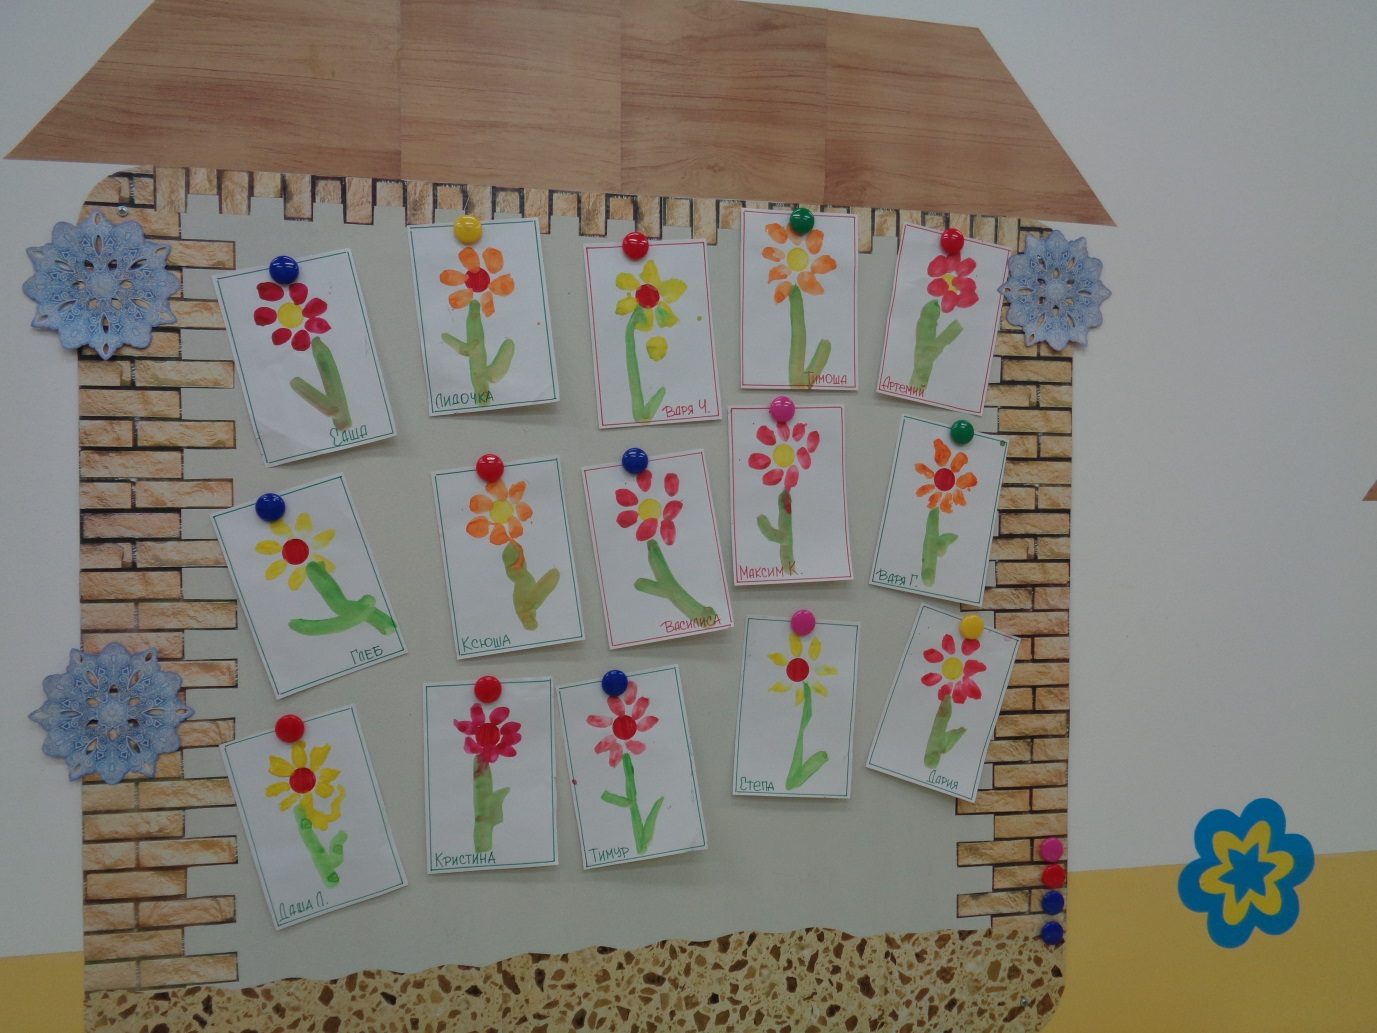 Саша
Лидочка
Варя Ч.
Тимоша
Артемий
Глеб
Ксюша
Василиса
Максим К.
Варя Г.
Даша Л.
Кристина
Тимур
Степа
Дария